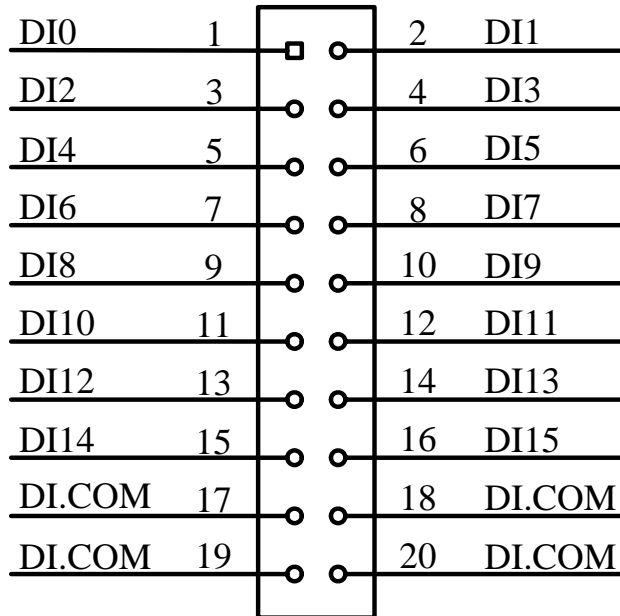 DI0 1 2 DI1
DI2 3 4 DI3
DI4 5 6 DI5
DI6 7 8 DI7
DI8 9 10 DI9
DI10 11 12 DI11
DI12 13 14 DI13
DI14 15 16 DI15
DI.COM 17 18 DI.COM
DI.COM 19 20 DI.COM